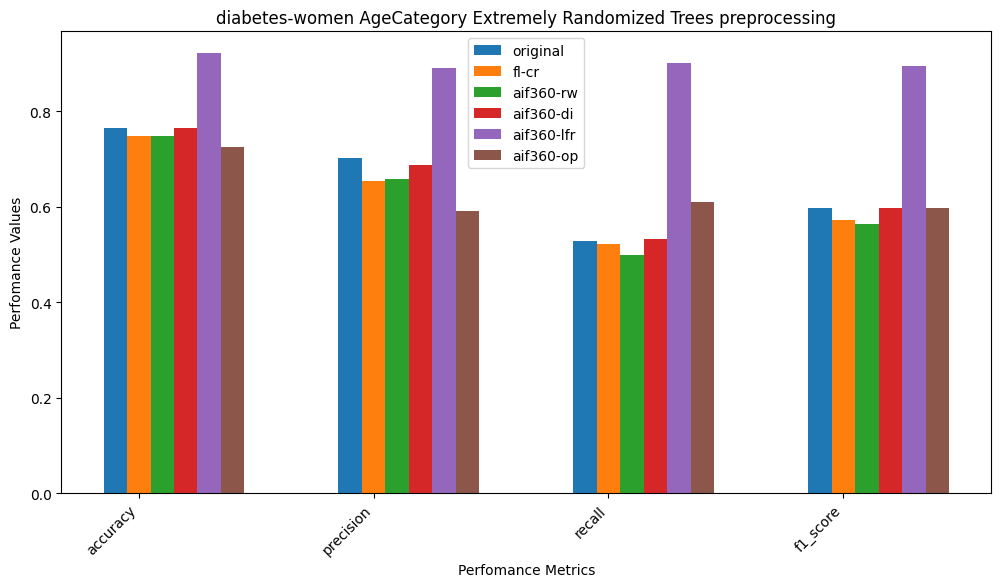 diabetes-women AgeCategory Extremely Randomized Trees preprocessing
original
fl-cr
aif360-rw
aif360-di
aif360-lfr
aif360-op
Perfomance Values
0.8
0.6
0.4
0.2
0.0
accuracy
precision
recall
f1_score
Perfomance Metrics